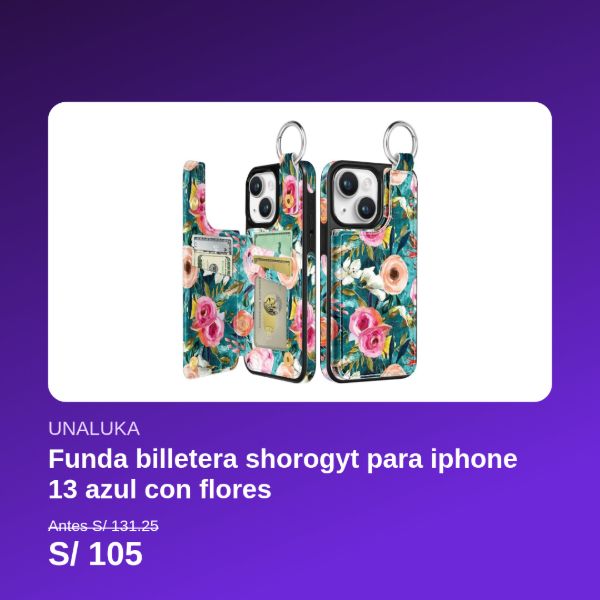 UNALUKA
Funda billetera shorogyt para iphone
13 azul con flores
Antes S/ 131.25
S/ 105